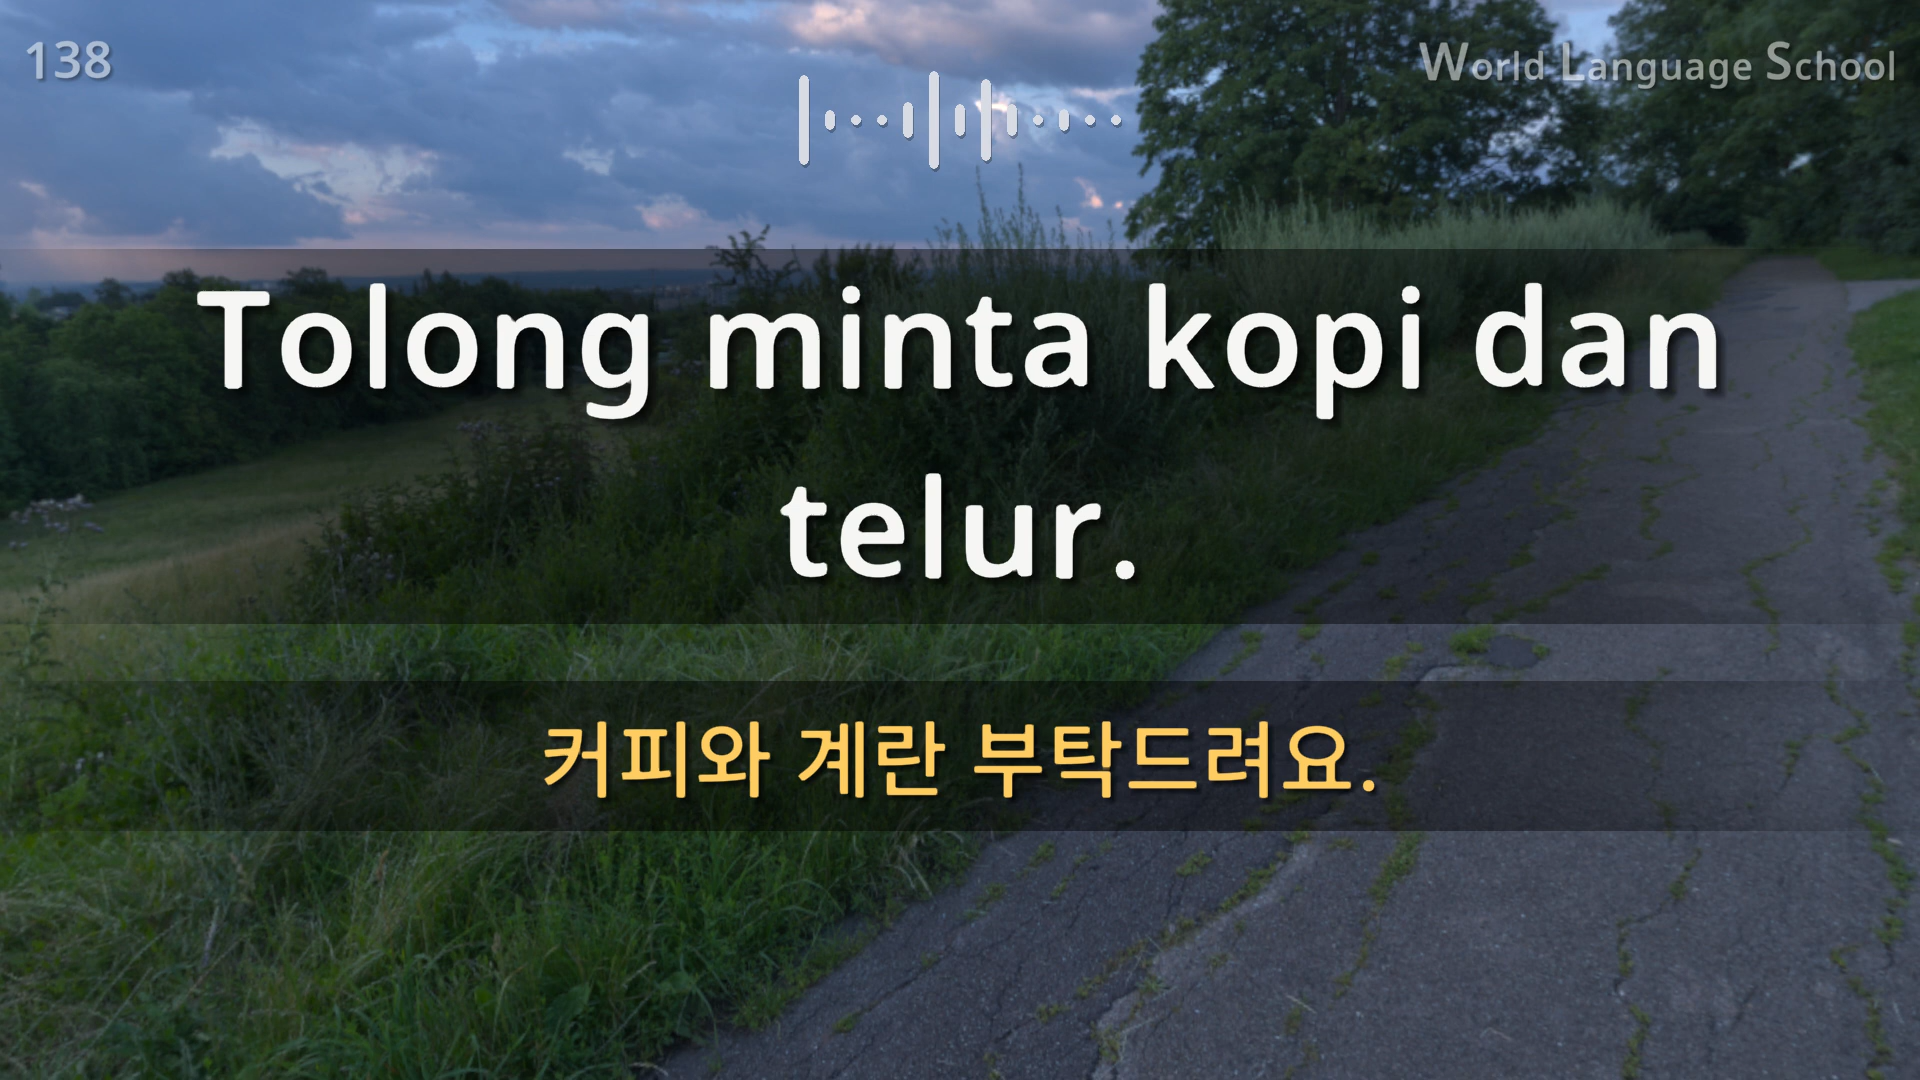 138
World Language School
Tolong minta kopi dan
telur.
커피와 계란 부탁드려요.